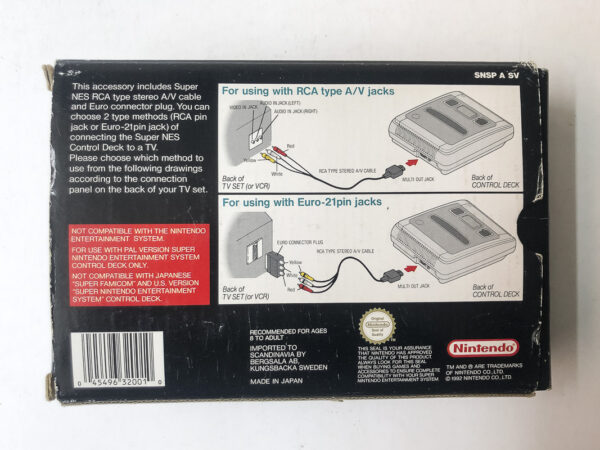 SNSP A SV
This accessory includes Super
NES RCA type stereo A/V cable
and Euro connector plug. You can
choose 2 type methods (RCA pin
jack or Euro-21pin jack) of
connecting the Super NES
Control Deck to a TV.
Please choose which method to
use from the following drawings
according to the connection
panel on the back of your TV set.
NOT COMPATIBLE WITH THE NINTENDO
ENTERTAINMENT SYSTEM.
FOR USE WITH PAL VERSION SUPER
NINTENDO ENTERTAINMENT SYSTEM
CONTROL DECK ONLY.
NOT COMPATIBLE WITH JAPANESE
"SUPER FAMICOM" AND U.S. VERSION
"SUPER NINTENDO ENTERTAINMENT
SYSTEM" CONTROL DECK.
For using with RCA type A/V jacks
AUDIO IN JACK (LEFT)
VIDEO IN JACK
AUDIO IN JACK (RIGHT)
Red
Yellow
White
RCA TYPE STEREO A/V CABLE
MULTI OUT JACK
Back of
TV SET (or VCR)
Back of
CONTROL DECK
For using with Euro-21pin jacks
EURO CONNECTOR PLUG
RCA TYPE STEREO A/V CABLE
Yellow
White
Red
MULTI OUT JACK
Back of
TV SET (or VCR)
Back of
CONTROL DECK
0 45496 32001 0
RECOMMENDED FOR AGES
6 TO ADULT
IMPORTED TO
SCANDINAVIA BY
BERGSALA AB,
KUNGSBACKA SWEDEN
MADE IN JAPAN
Original
Nintendo
Seal of
Quality
THIS SEAL IS YOUR ASSURANCE
THAT NINTENDO HAS APPROVED
THE QUALITY OF THIS PRODUCT.
ALWAYS LOOK FOR THIS SEAL
WHEN BUYING GAMES AND
ACCESSORIES TO ENSURE COMPLETE
COMPATIBILITY WITH YOUR SUPER
NINTENDO ENTERTAINMENT SYSTEM.
Nintendo
TM AND ® ARE TRADEMARKS
OF NINTENDO CO., LTD.
© 1992 NINTENDO CO., LTD.